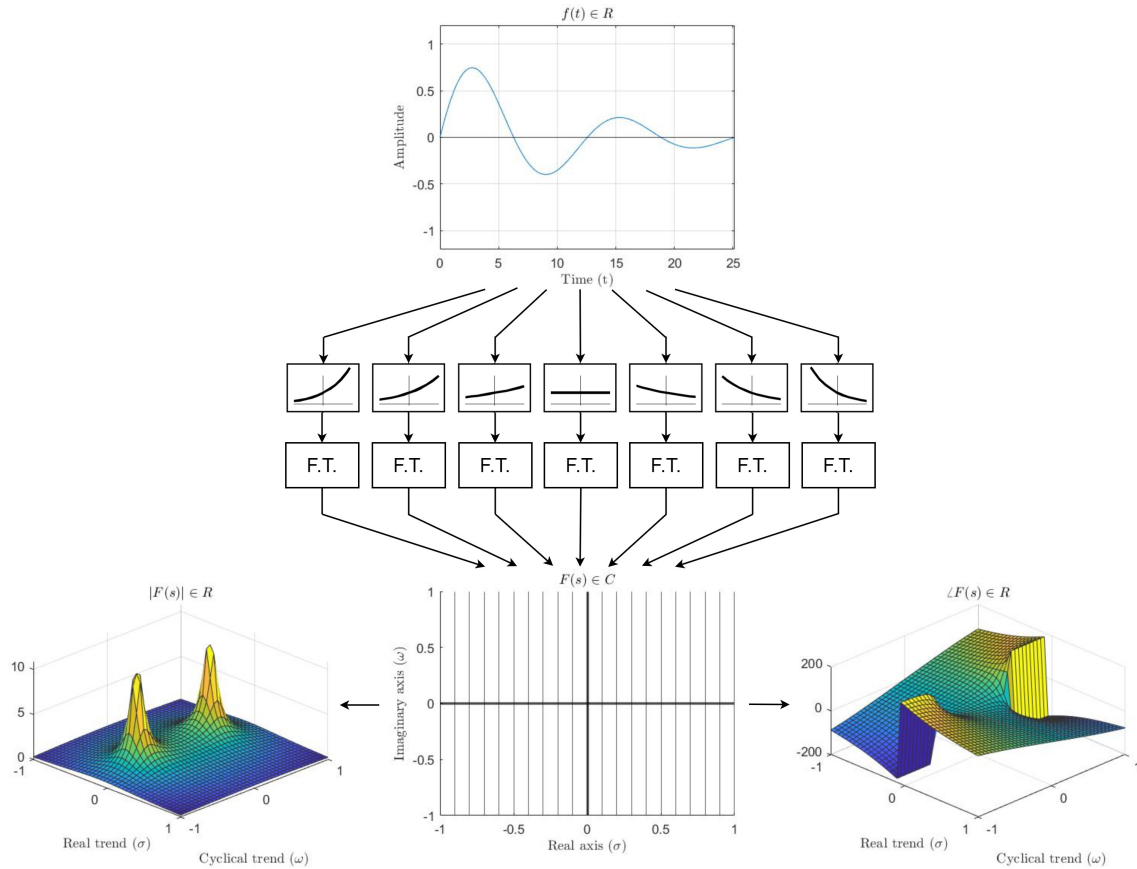 f(t) ∈ R
1
0.5
0
-0.5
-1
Amplitude
0 5 10 15 20 25
Time (t)
F.T. F.T. F.T. F.T. F.T. F.T. F.T.
|F(s)| ∈ R
10
5
0
-1
0
1
-1
0
1
Real trend (σ)
Cyclical trend (ω)
F(s) ∈ C
1
0.5
0
-0.5
-1
Imaginary axis (ω)
-1 -0.5 0 0.5 1
Real axis (σ)
∠F(s) ∈ R
200
0
-200
-1
0
1
-1
0
1
Real trend (σ)
Cyclical trend (ω)